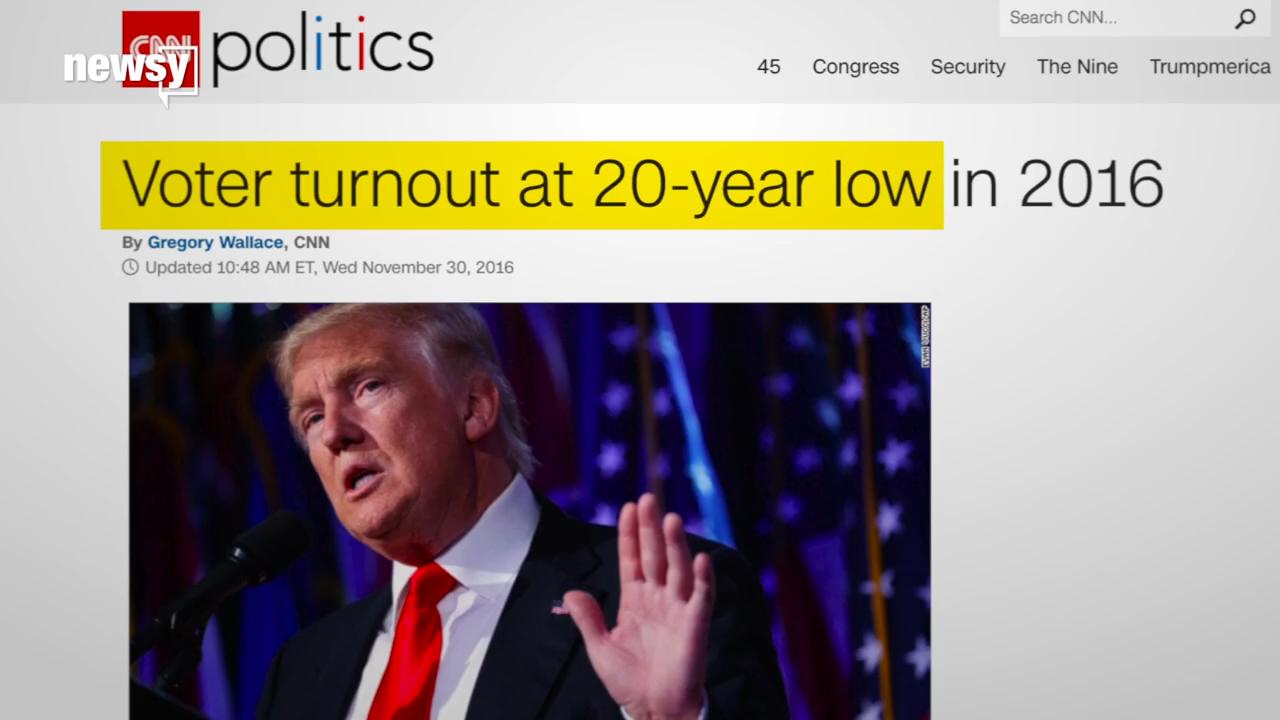 CNN politics
newsy
Search CNN...
45 Congress Security The Nine Trumpmerica
Voter turnout at 20-year low in 2016
By Gregory Wallace, CNN
Updated 10:48 AM ET, Wed November 30, 2016